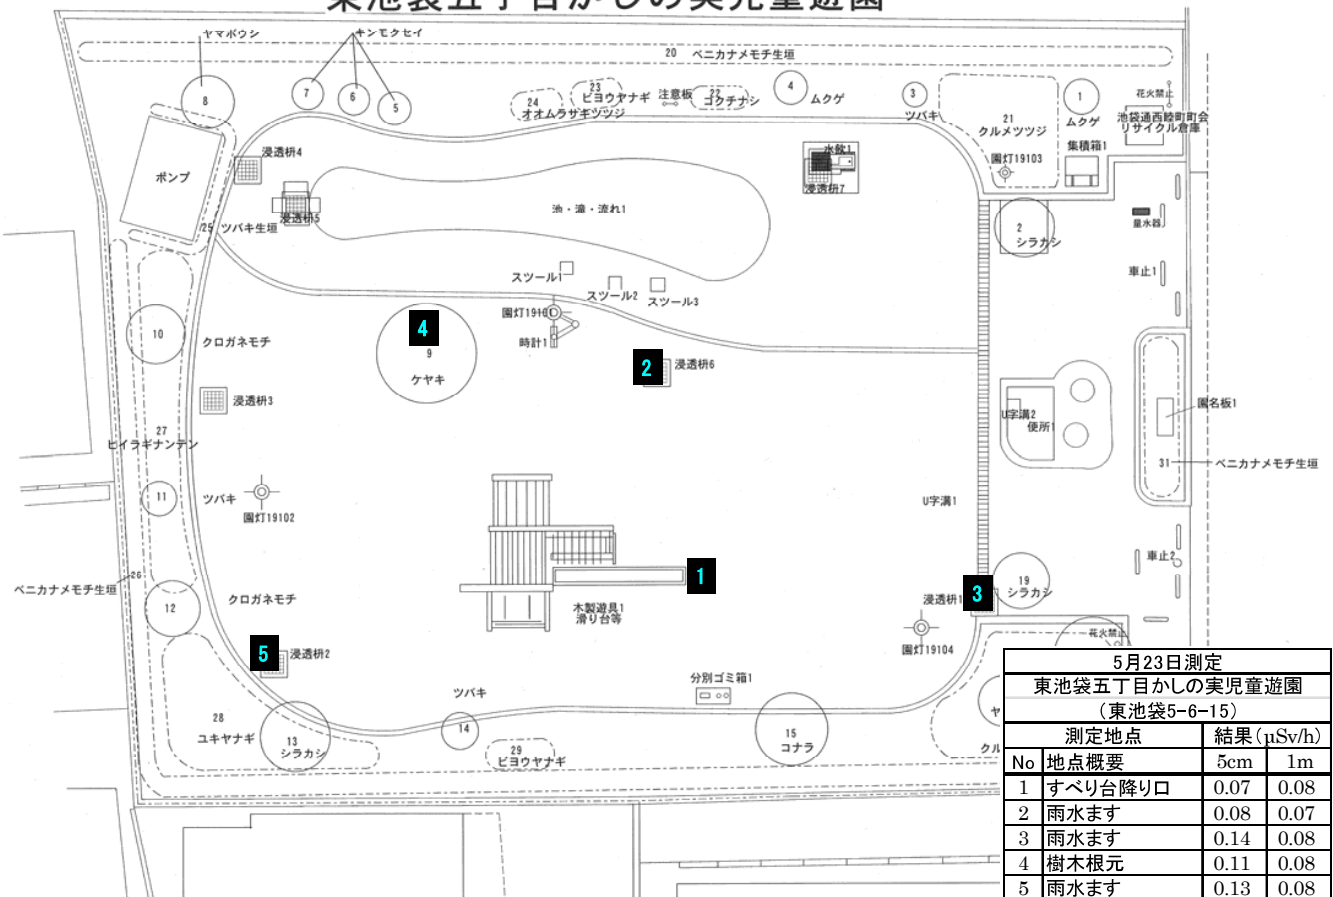 東池袋五丁目かしの実児童遊園
ヤマボウシ
キンモクセイ
20 ベニカナメモチ生垣
8
7
6
5
24
オオムラサキツツジ
23
ビヨウヤナギ
注意板
22
コクチナシ
4
ムクゲ
3
ツバキ
21
クルメツツジ
園灯19103
1
ムクゲ
集積箱1
花火禁止
池袋通西睦町町会
リサイクル倉庫
ポンプ
浸透枡4
浸透枡5
25 ツバキ生垣
池・滝・流れ1
水飲1
浸透枡7
2
シラカシ
量水器
車止1
スツール1
スツール2
スツール3
園灯19101
時計1
10
クロガネモチ
4
9
ケヤキ
2
浸透枡6
浸透枡3
27
ヒイラギナンテン
U字溝2
便所1
園名板1
31
ベニカナメモチ生垣
11
ツバキ
園灯19102
U字溝1
車止2
ベニカナメモチ生垣
26
12
クロガネモチ
1
木製遊具1
滑り台等
浸透枡1
3
19
シラカシ
園灯19104
花火禁止
5
浸透枡2
分別ゴミ箱1
ツバキ
14
28
ユキヤナギ
13
シラカシ
29
ビヨウヤナギ
15
コナラ
ヤ
クル
5月23日測定
東池袋五丁目かしの実児童遊園
（東池袋5-6-15）
測定地点 結果(μSv/h)
No 地点概要 5cm 1m
1 すべり台降り口 0.07 0.08
2 雨水ます 0.08 0.07
3 雨水ます 0.14 0.08
4 樹木根元 0.11 0.08
5 雨水ます 0.13 0.08